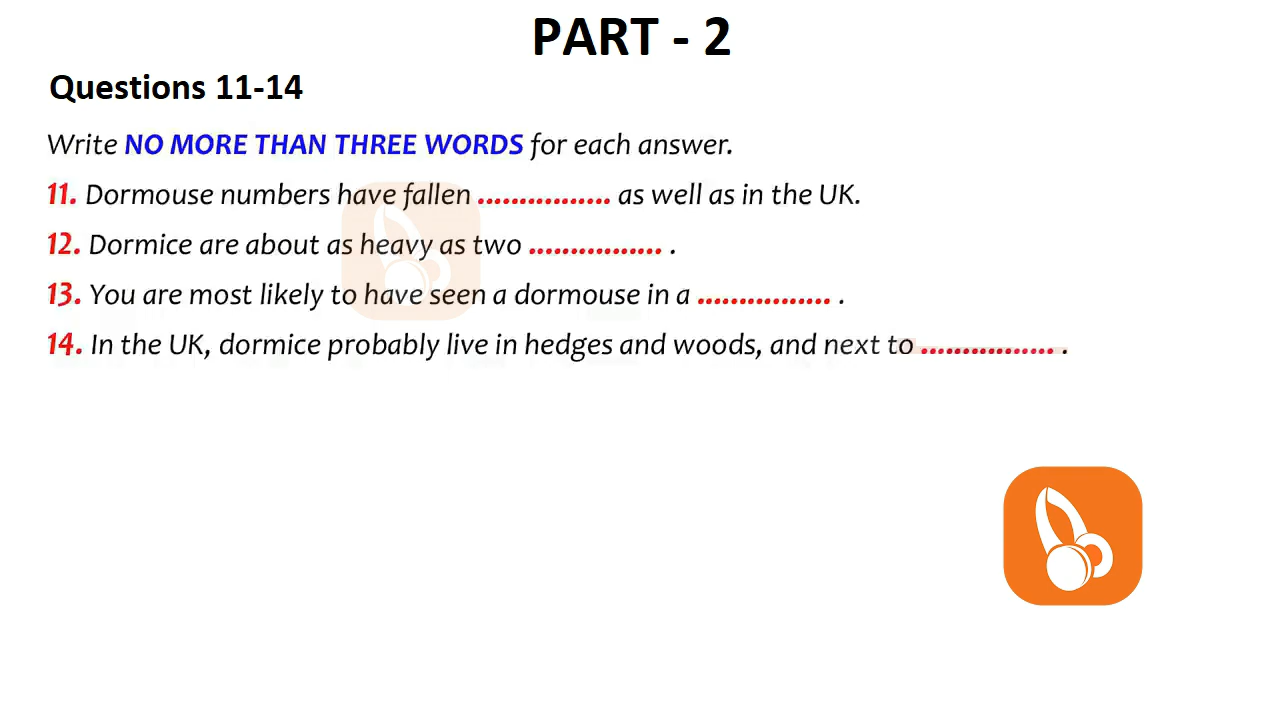 PART - 2
Questions 11-14
Write NO MORE THAN THREE WORDS for each answer.
11. Dormouse numbers have fallen ................ as well as in the UK.
12. Dormice are about as heavy as two ................ .
13. You are most likely to have seen a dormouse in a ................ .
14. In the UK, dormice probably live in hedges and woods, and next to ................ .